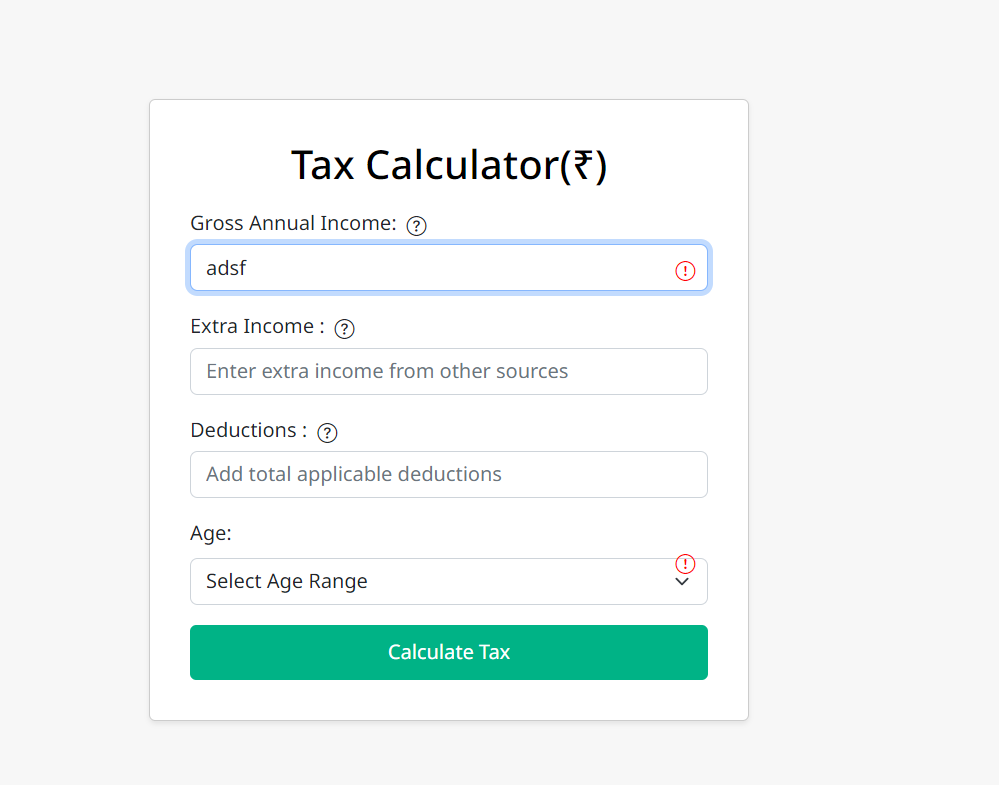 Tax Calculator(₹)
Gross Annual Income: ?
adsf !
Extra Income : ?
Enter extra income from other sources
Deductions : ?
Add total applicable deductions
Age:
!
Select Age Range
Calculate Tax